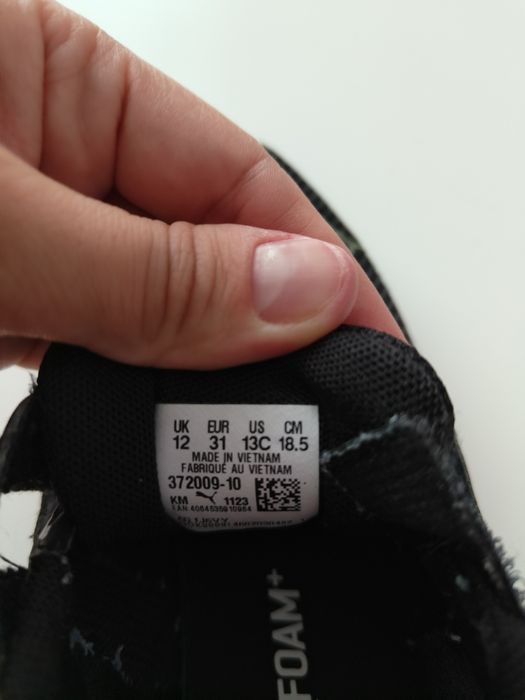 UK EUR US CM
12 31 13C 18.5
MADE IN VIETNAM
FABRIQUÉ AU VIETNAM
372009-10
KM 1123
EAN:
FOAM+